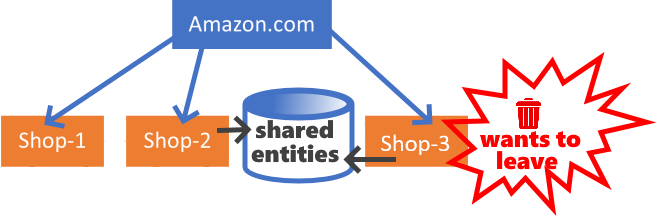 Amazon.com
Shop-1
Shop-2
shared
entities
Shop-3
wants to
leave